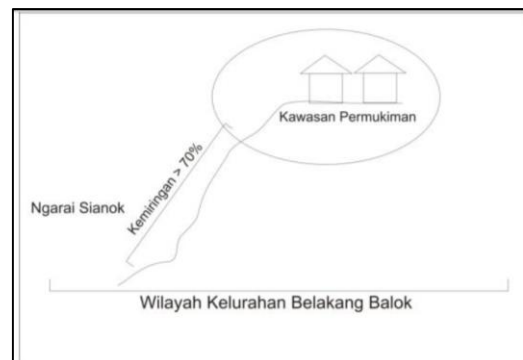 Kawasan Permukiman
Kemiringan > 70%
Ngarai Sianok
Wilayah Kelurahan Belakang Balok